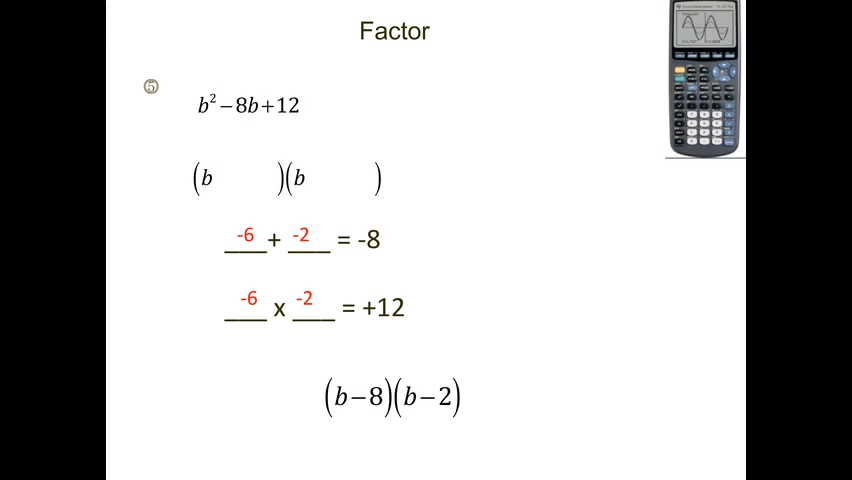 Factor
⑤
b² – 8b + 12
(b )(b )
-6 + -2 = -8
-6 x -2 = +12
(b – 8)(b – 2)